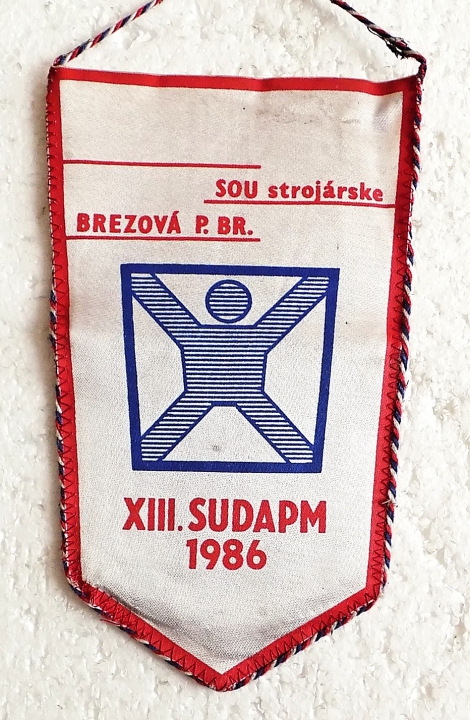 SOU strojárske
BREZOVÁ P. BR.
XIII. SUDAPM
1986